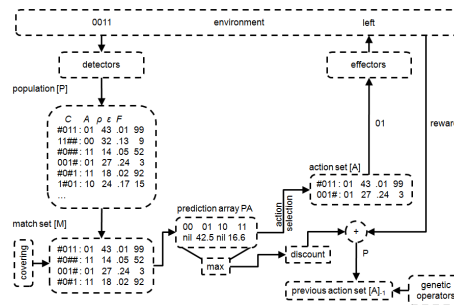 0011
environment
left
detectors
effectors
population [P]
C A p ε F
#011 : 01 43 .01 99
11## : 00 32 .13 9
#0## : 11 14 .05 52
001# : 01 27 .24 3
#0#1 : 11 18 .02 92
1#01 : 10 24 .17 15
...
01
reward
match set [M]
#011 : 01 43 .01 99
#0## : 11 14 .05 52
001# : 01 27 .24 3
#0#1 : 11 18 .02 92
covering
prediction array PA
00 01 10 11
nil 42.5 nil 16.6
max
action
selection
action set [A]
#011 : 01 43 .01 99
001# : 01 27 .24 3
discount
+
P
previous action set [A]-1
genetic
operators